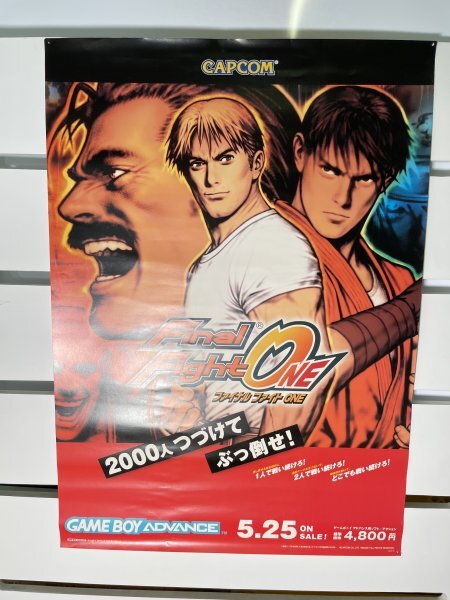 CAPCOM
Final
Fight ONE
ファイナルファイト ONE
2000人つづけて
ぶっ倒せ!
1人で戦い続けろ!
2人で戦い続けろ!
どこでも戦い続けろ!
GAME BOY ADVANCE
5.25 ON SALE!
4,800円